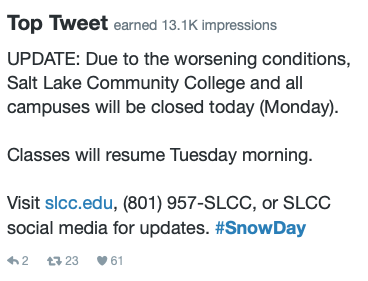 Top Tweet earned 13.1K impressions
UPDATE: Due to the worsening conditions,
Salt Lake Community College and all
campuses will be closed today (Monday).
Classes will resume Tuesday morning.
Visit slcc.edu, (801) 957-SLCC, or SLCC
social media for updates. #SnowDay
2 23 61